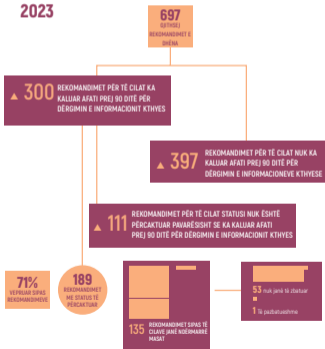 2023
697
GJITHSEJ
REKOMANDIMET E
DHËNA
300 REKOMANDIMET PËR TË CILAT KA
KALUAR AFATI PREJ 90 DITË PËR
DËRGIMIN E INFORMACIONIT KTHYES
397 REKOMANDIMET PËR TË CILAT NUK KA
KALUAR AFATI PREJ 90 DITË PËR
DËRGIMIN E INFORMACIONEVE KTHYESE
111 REKOMANDIMET PËR TË CILAT STATUSI NUK ËSHTË
PËRCAKTUAR PAVARËSISHT SE KA KALUAR AFATI
PREJ 90 DITË PËR DËRGIMIN E INFORMACIONIT KTHYES
71%
VEPRUAR SIPAS
REKOMANDIMEVE
189
REKOMANDIMET
ME STATUS TË
PËRCAKTUAR
135 REKOMANDIMET SIPAS TË
CILAVE JANË NDËRMARRË
MASAT
53 nuk janë të zbatuar
1 Të pazbatueshme